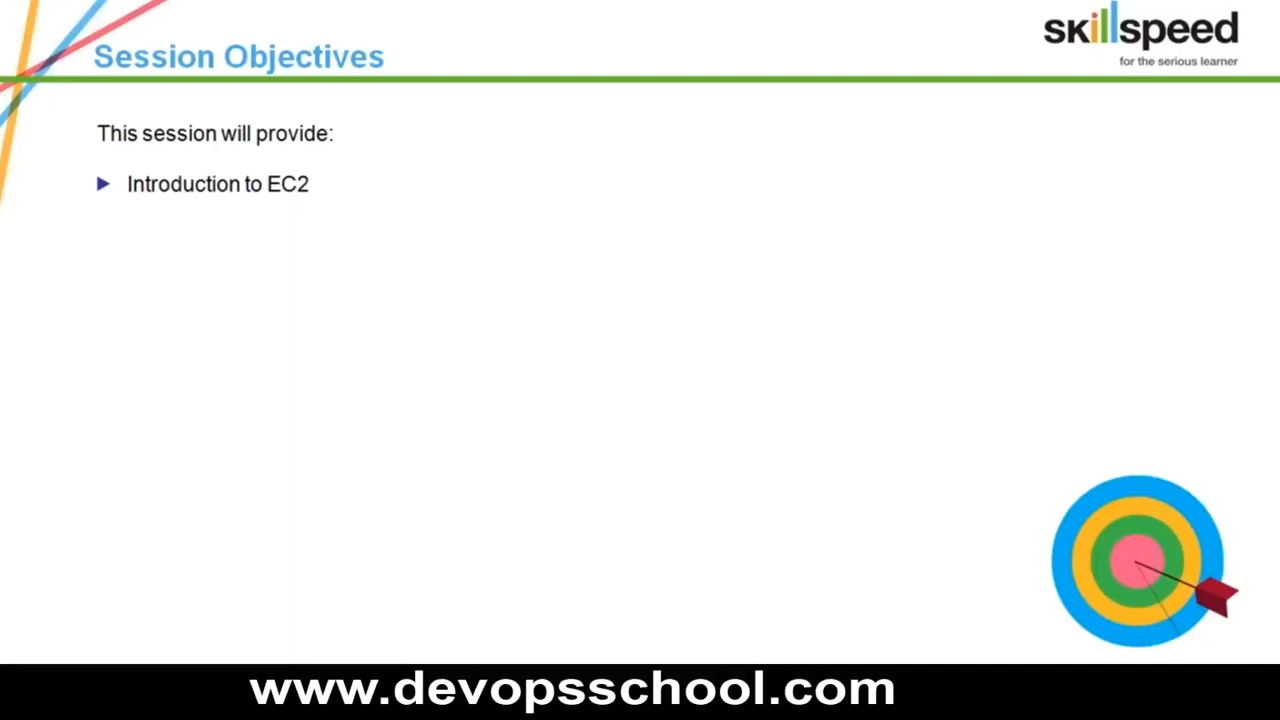 Session Objectives
skillspeed
for the serious learner
This session will provide:
Introduction to EC2
www.devopsschool.com